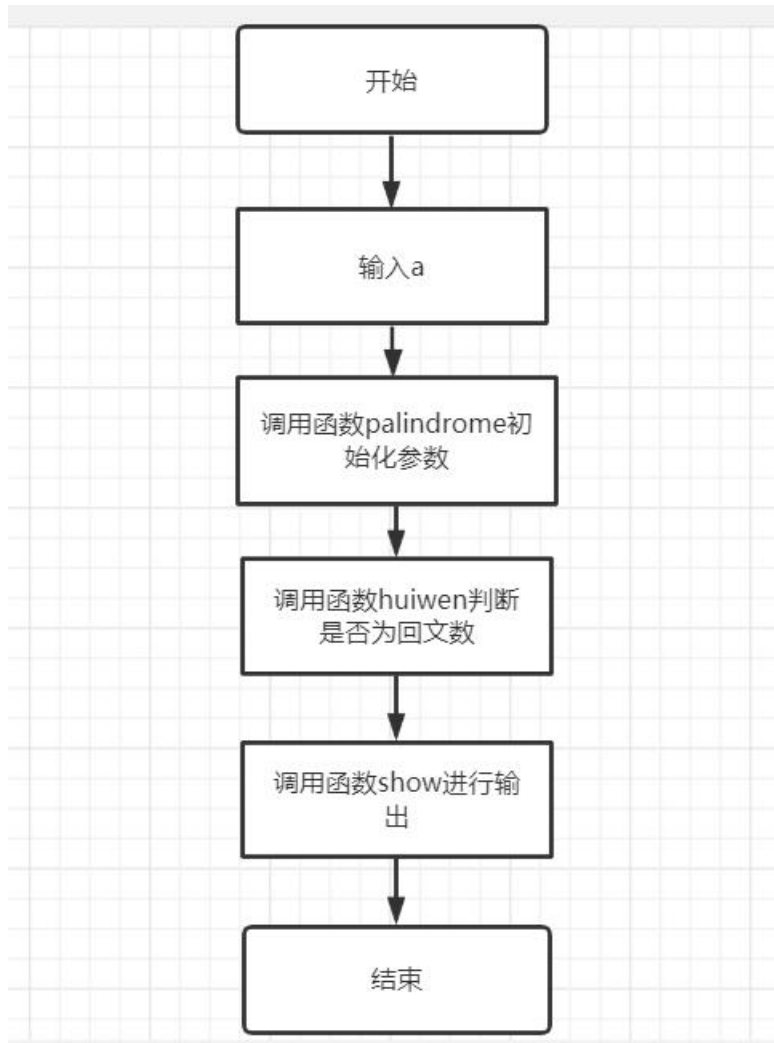 开始
输入a
调用函数palindrome初
始化参数
调用函数huiwen判断
是否为回文数
调用函数show进行输
出
结束